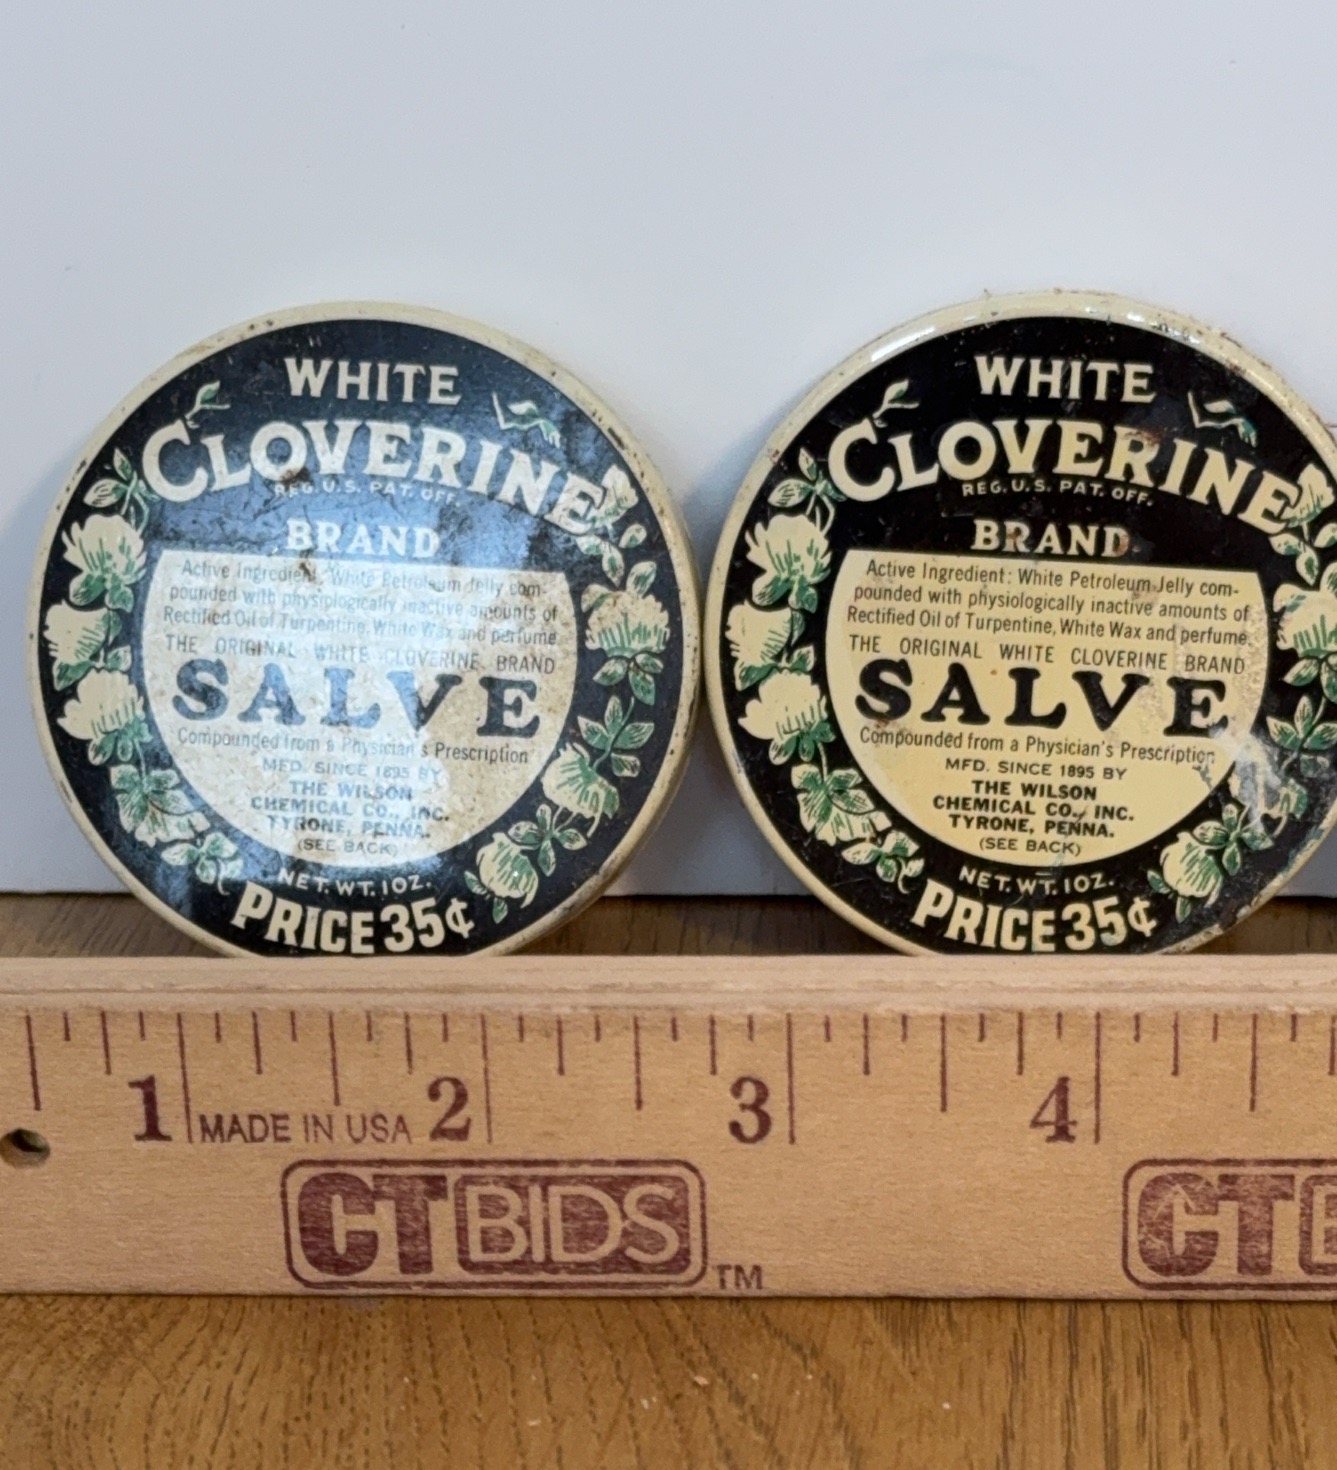 WHITE
CLOVERINE
REG. U.S. PAT. OFF.
BRAND
Active Ingredient: White Petroleum Jelly com-
pounded with physiologically inactive amounts of
Rectified Oil of Turpentine, White Wax and perfume.
THE ORIGINAL WHITE CLOVERINE BRAND
SALVE
Compounded from a Physician's Prescription
MFD. SINCE 1895 BY
THE WILSON
CHEMICAL CO., INC.
TYRONE, PENNA.
(SEE BACK)
NET. WT. 1OZ.
PRICE 35¢
WHITE
CLOVERINE
REG. U.S. PAT. OFF.
BRAND
Active Ingredient: White Petroleum Jelly com-
pounded with physiologically inactive amounts of
Rectified Oil of Turpentine, White Wax and perfume.
THE ORIGINAL WHITE CLOVERINE BRAND
SALVE
Compounded from a Physician's Prescription
MFD. SINCE 1895 BY
THE WILSON
CHEMICAL CO., INC.
TYRONE, PENNA.
(SEE BACK)
NET. WT. 1OZ.
PRICE 35¢
1 2 3 4
MADE IN USA
CTBIDS TM
CTB